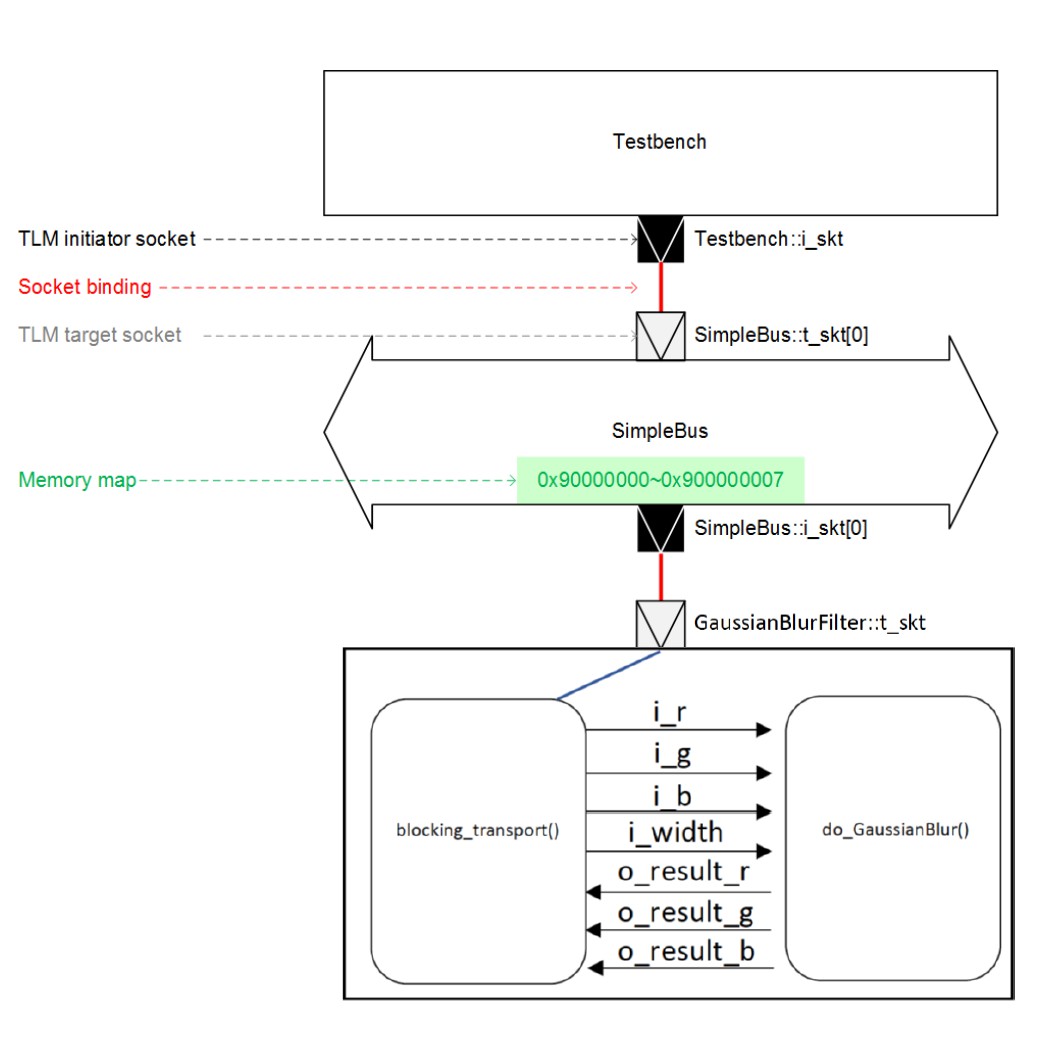 Testbench
TLM initiator socket
Testbench::i_skt
Socket binding
TLM target socket
SimpleBus::t_skt[0]
SimpleBus
Memory map
0x90000000~0x900000007
SimpleBus::i_skt[0]
GaussianBlurFilter::t_skt
i_r
i_g
i_b
blocking_transport()
i_width
do_GaussianBlur()
o_result_r
o_result_g
o_result_b